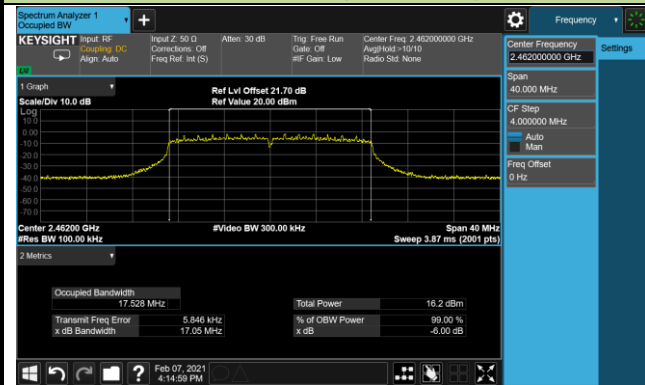 Spectrum Analyzer 1
Occupied BW
+
Frequency
KEYSIGHT
Input: RF
Coupling: DC
Align: Auto
Input Z: 50 Ω
Corrections: Off
Freq Ref: Int (S)
Atten: 30 dB
Trig: Free Run
Gate: Off
#IF Gain: Low
Center Freq: 2.462000000 GHz
Avg|Hold:>10/10
Radio Std: None
Center Frequency
2.462000000 GHz
Settings
Span
40.000 MHz
CF Step
4.000000 MHz
Auto
Man
Freq Offset
0 Hz
1 Graph
Scale/Div 10.0 dB
Ref Lvl Offset 21.70 dB
Ref Value 20.00 dBm
Log
10.0
0.00
-10.0
-20.0
-30.0
-40.0
-50.0
-60.0
-70.0
Center 2.46200 GHz
#Video BW 300.00 kHz
Span 40 MHz
#Res BW 100.00 kHz
Sweep 3.87 ms (2001 pts)
2 Metrics
Occupied Bandwidth
17.528 MHz
Total Power 16.2 dBm
Transmit Freq Error 5.846 kHz
% of OBW Power 99.00 %
x dB Bandwidth 17.05 MHz
x dB -6.00 dB
?
Feb 07, 2021
4:14:59 PM